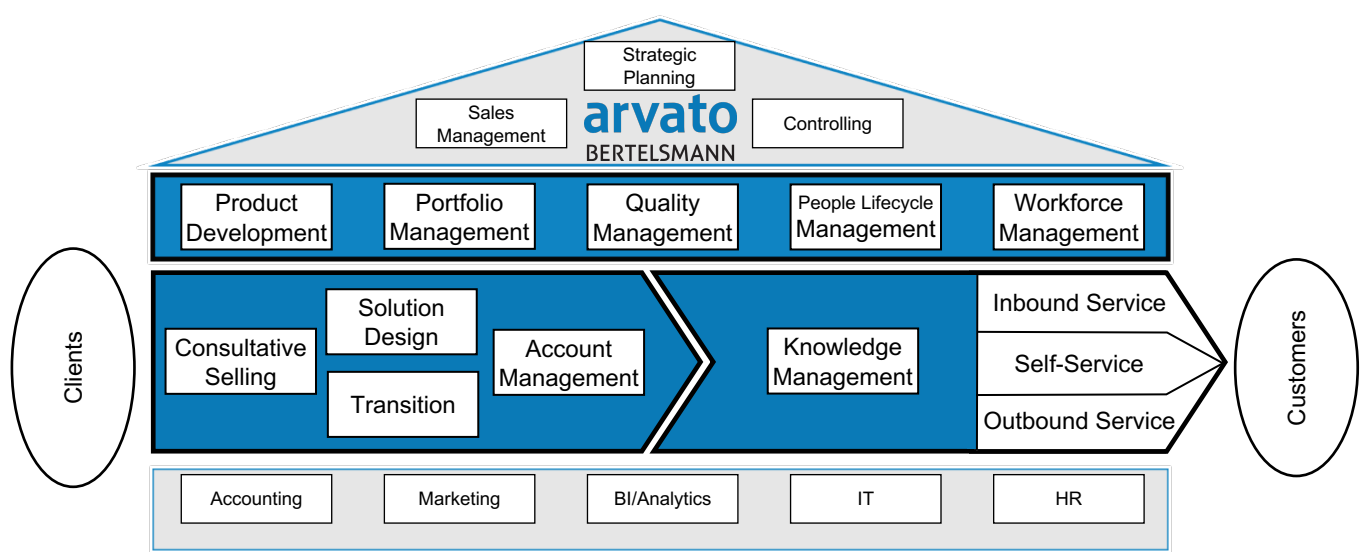 Strategic
Planning
Sales
Management
arvato
BERTELSMANN
Controlling
Product
Development
Portfolio
Management
Quality
Management
People Lifecycle
Management
Workforce
Management
Clients
Consultative
Selling
Solution
Design
Transition
Account
Management
Knowledge
Management
Inbound Service
Self-Service
Outbound Service
Customers
Accounting
Marketing
BI/Analytics
IT
HR